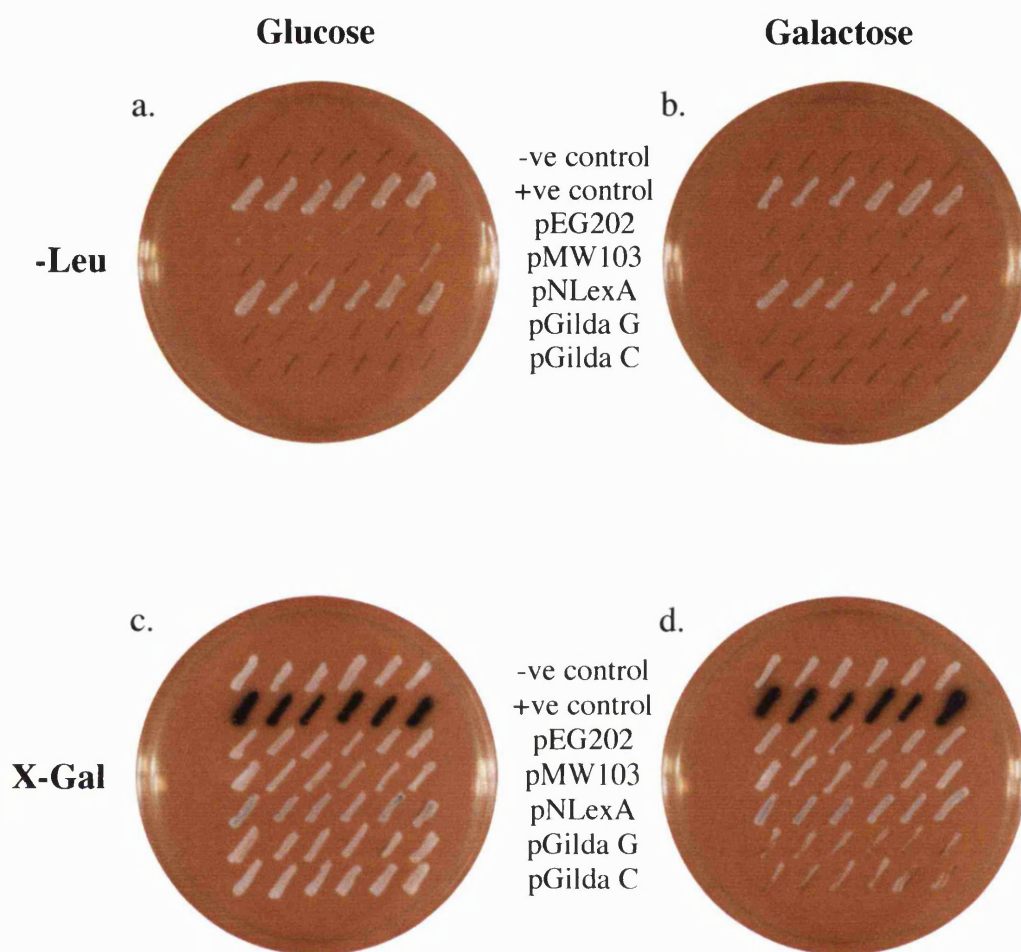 Glucose
Galactose
a.
b.
-Leu
-ve control
+ve control
pEG202
pMW103
pNLexA
pGilda G
pGilda C
c.
d.
X-Gal
-ve control
+ve control
pEG202
pMW103
pNLexA
pGilda G
pGilda C